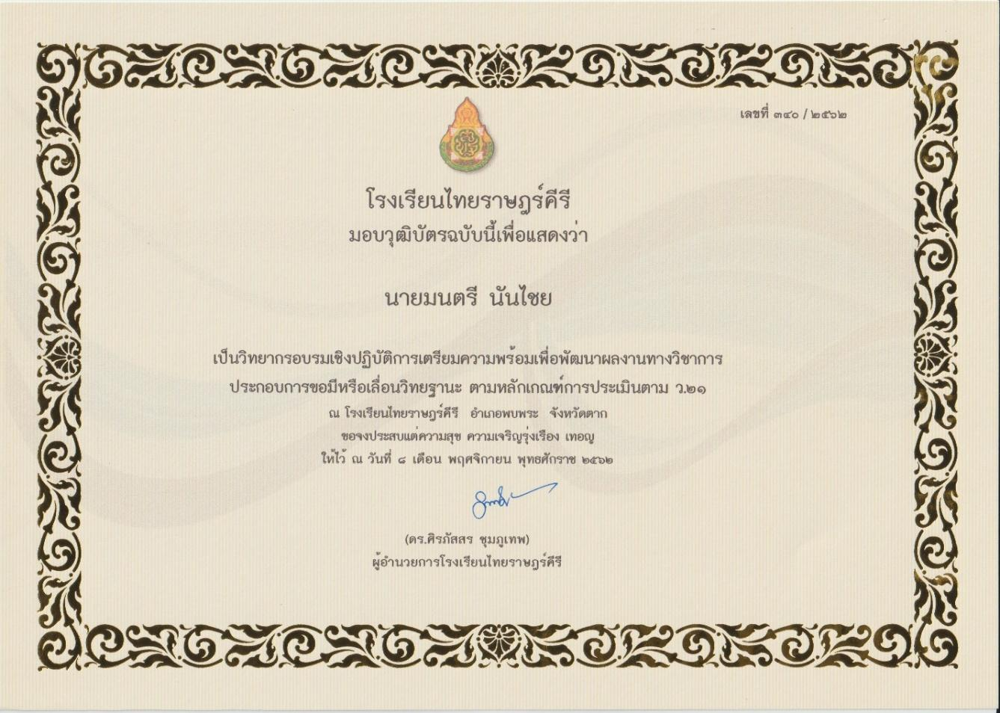 เลขที่ ๓๔๐ / ๒๕๖๒
โรงเรียนไทยราษฎร์คีรี
มอบวุฒิบัตรฉบับนี้เพื่อแสดงว่า
นายมนตรี นันไชย
เป็นวิทยากรอบรมเชิงปฏิบัติการเตรียมความพร้อมเพื่อพัฒนาผลงานทางวิชาการ
ประกอบการขอมีหรือเลื่อนวิทยฐานะ ตามหลักเกณฑ์การประเมินตาม ว.๒๑
ณ โรงเรียนไทยราษฎร์คีรี อำเภอพบพระ จังหวัดตาก
ขอจงประสบแต่ความสุข ความเจริญรุ่งเรือง เทอญ
ให้ไว้ ณ วันที่ ๘ เดือน พฤศจิกายน พุทธศักราช ๒๕๖๒
(ดร.ศิรภัสสร ชุมภูเทพ)
ผู้อำนวยการโรงเรียนไทยราษฎร์คีรี